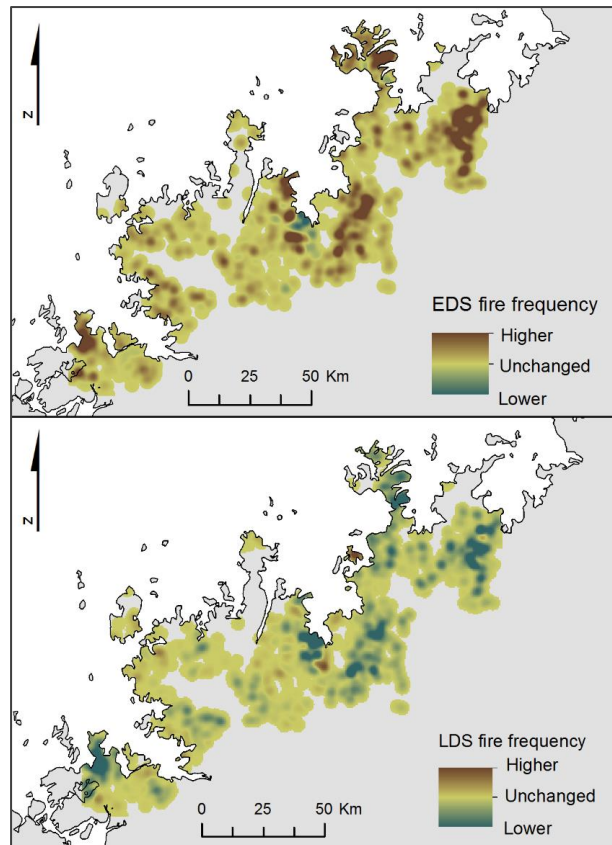 N
EDS fire frequency
Higher
Unchanged
Lower
0 25 50 Km
N
LDS fire frequency
Higher
Unchanged
Lower
0 25 50 Km